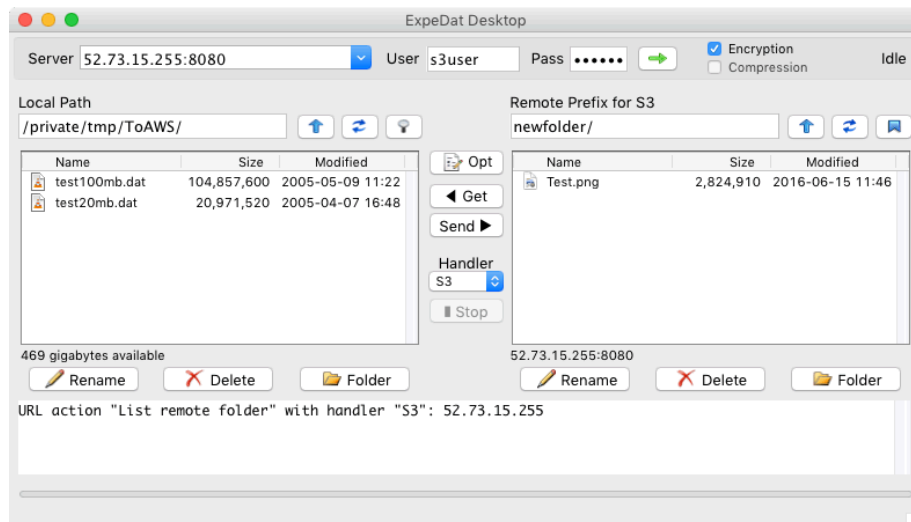 ExpeDat Desktop
Server 52.73.15.255:8080 User s3user Pass •••••• Encryption Idle
Compression
Local Path Remote Prefix for S3
/private/tmp/ToAWS/ newfolder/
Name Size Modified Opt Name Size Modified
test100mb.dat 104,857,600 2005-05-09 11:22 Test.png 2,824,910 2016-06-15 11:46
test20mb.dat 20,971,520 2005-04-07 16:48 Get
Send
Handler
S3
Stop
469 gigabytes available 52.73.15.255:8080
Rename Delete Folder Rename Delete Folder
URL action "List remote folder" with handler "S3": 52.73.15.255